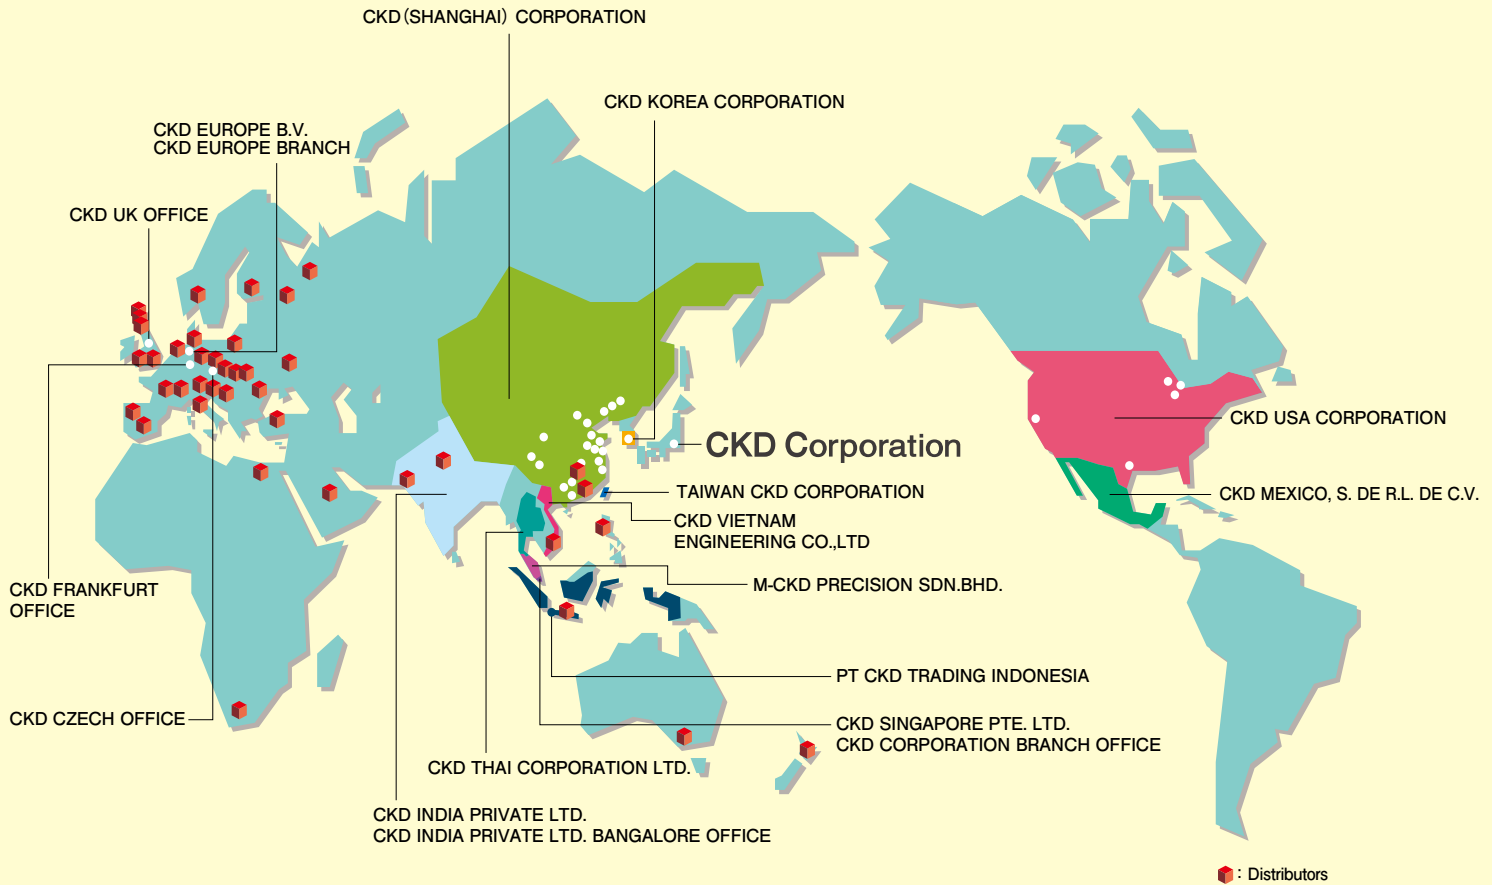 CKD(SHANGHAI) CORPORATION
CKD KOREA CORPORATION
CKD EUROPE B.V.
CKD EUROPE BRANCH
CKD UK OFFICE
CKD USA CORPORATION
CKD Corporation
TAIWAN CKD CORPORATION
CKD MEXICO, S. DE R.L. DE C.V.
CKD VIETNAM
ENGINEERING CO.,LTD
M-CKD PRECISION SDN.BHD.
CKD FRANKFURT
OFFICE
PT CKD TRADING INDONESIA
CKD CZECH OFFICE
CKD SINGAPORE PTE. LTD.
CKD CORPORATION BRANCH OFFICE
CKD THAI CORPORATION LTD.
CKD INDIA PRIVATE LTD.
CKD INDIA PRIVATE LTD. BANGALORE OFFICE
: Distributors